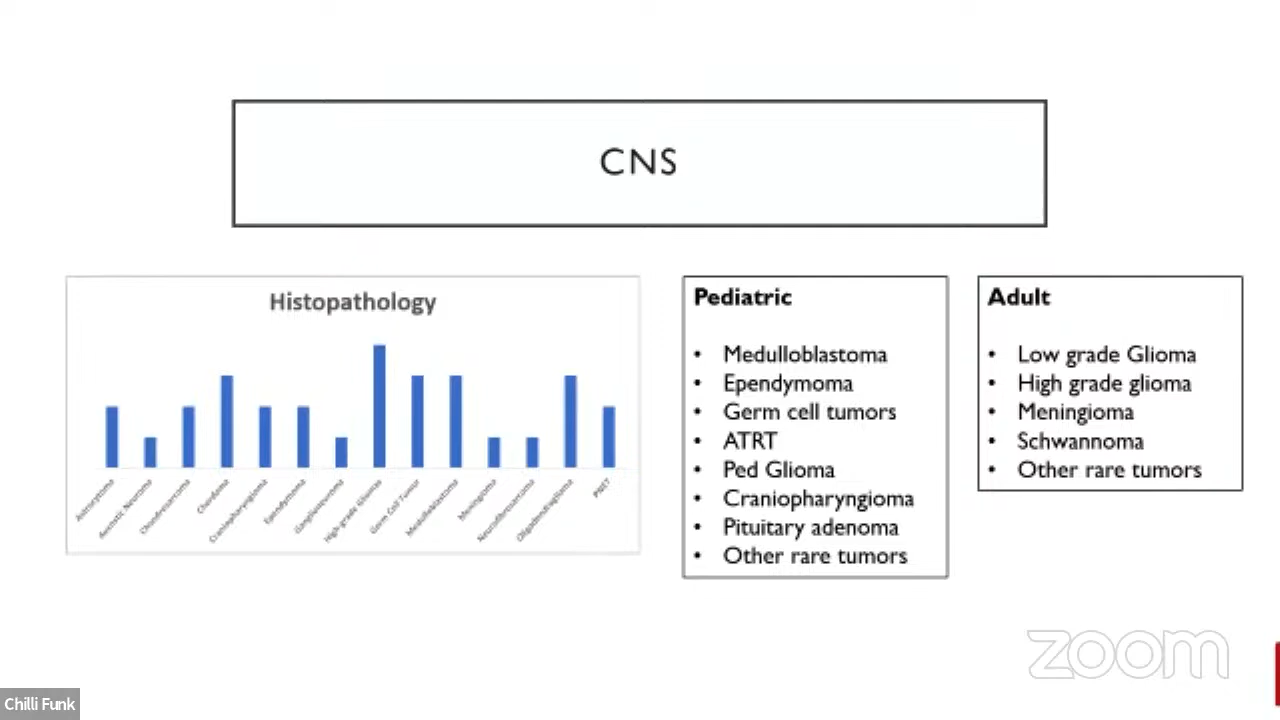 CNS
Histopathology
Astrocytoma
Acoustic Neuroma
Chondrosarcoma
Chordoma
Craniopharyngioma
Ependymoma
Ganglioneuroma
High-grade Gliomas
Germ Cell Tumor
Medulloblastoma
Meningioma
Neurofibrosarcoma
Oligodendroglioma
PNET
Pediatric
• Medulloblastoma
• Ependymoma
• Germ cell tumors
• ATRT
• Ped Glioma
• Craniopharyngioma
• Pituitary adenoma
• Other rare tumors
Adult
• Low grade Glioma
• High grade glioma
• Meningioma
• Schwannoma
• Other rare tumors
zoom
Chilli Funk